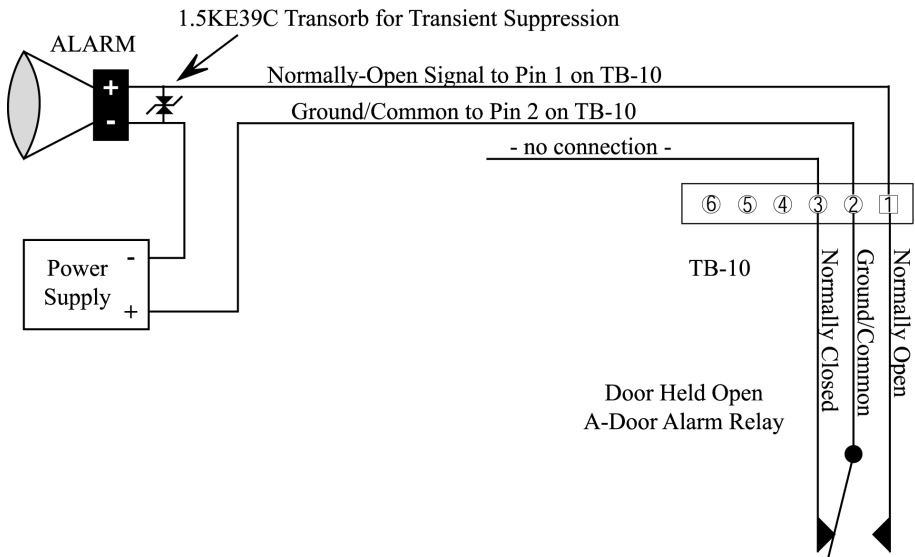 1.5KE39C Transorb for Transient Suppression
ALARM
+
-
Normally-Open Signal to Pin 1 on TB-10
Ground/Common to Pin 2 on TB-10
- no connection -
6 5 4 3 2 1
TB-10
Normally Closed
Ground/Common
Normally Open
Power
Supply
-
+
Door Held Open
A-Door Alarm Relay